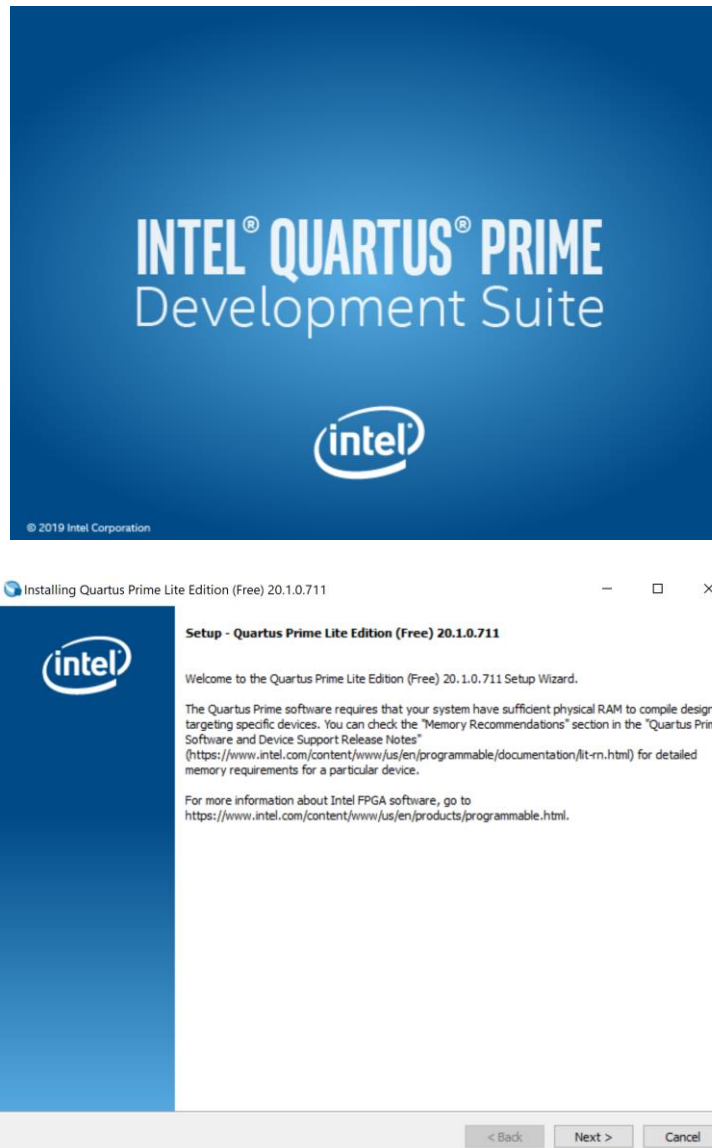 INTEL® QUARTUS® PRIME
Development Suite
intel
© 2019 Intel Corporation
Installing Quartus Prime Lite Edition (Free) 20.1.0.711
intel
Setup - Quartus Prime Lite Edition (Free) 20.1.0.711
Welcome to the Quartus Prime Lite Edition (Free) 20.1.0.711 Setup Wizard.
The Quartus Prime software requires that your system have sufficient physical RAM to compile design
targeting specific devices. You can check the "Memory Recommendations" section in the "Quartus Prim
Software and Device Support Release Notes"
(https://www.intel.com/content/www/us/en/programmable/documentation/lit-rn.html) for detailed
memory requirements for a particular device.
For more information about Intel FPGA software, go to
https://www.intel.com/content/www/us/en/products/programmable.html.
< Back Next > Cancel